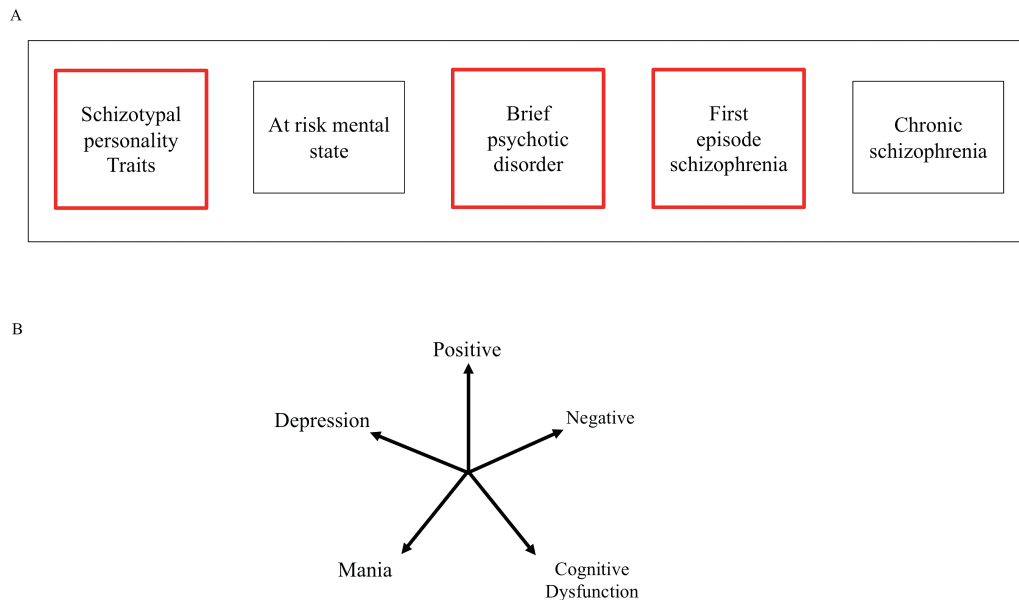 A
Schizotypal
personality
Traits
At risk mental
state
Brief
psychotic
disorder
First
episode
schizophrenia
Chronic
schizophrenia
B
Positive
Depression
Negative
Mania
Cognitive
Dysfunction